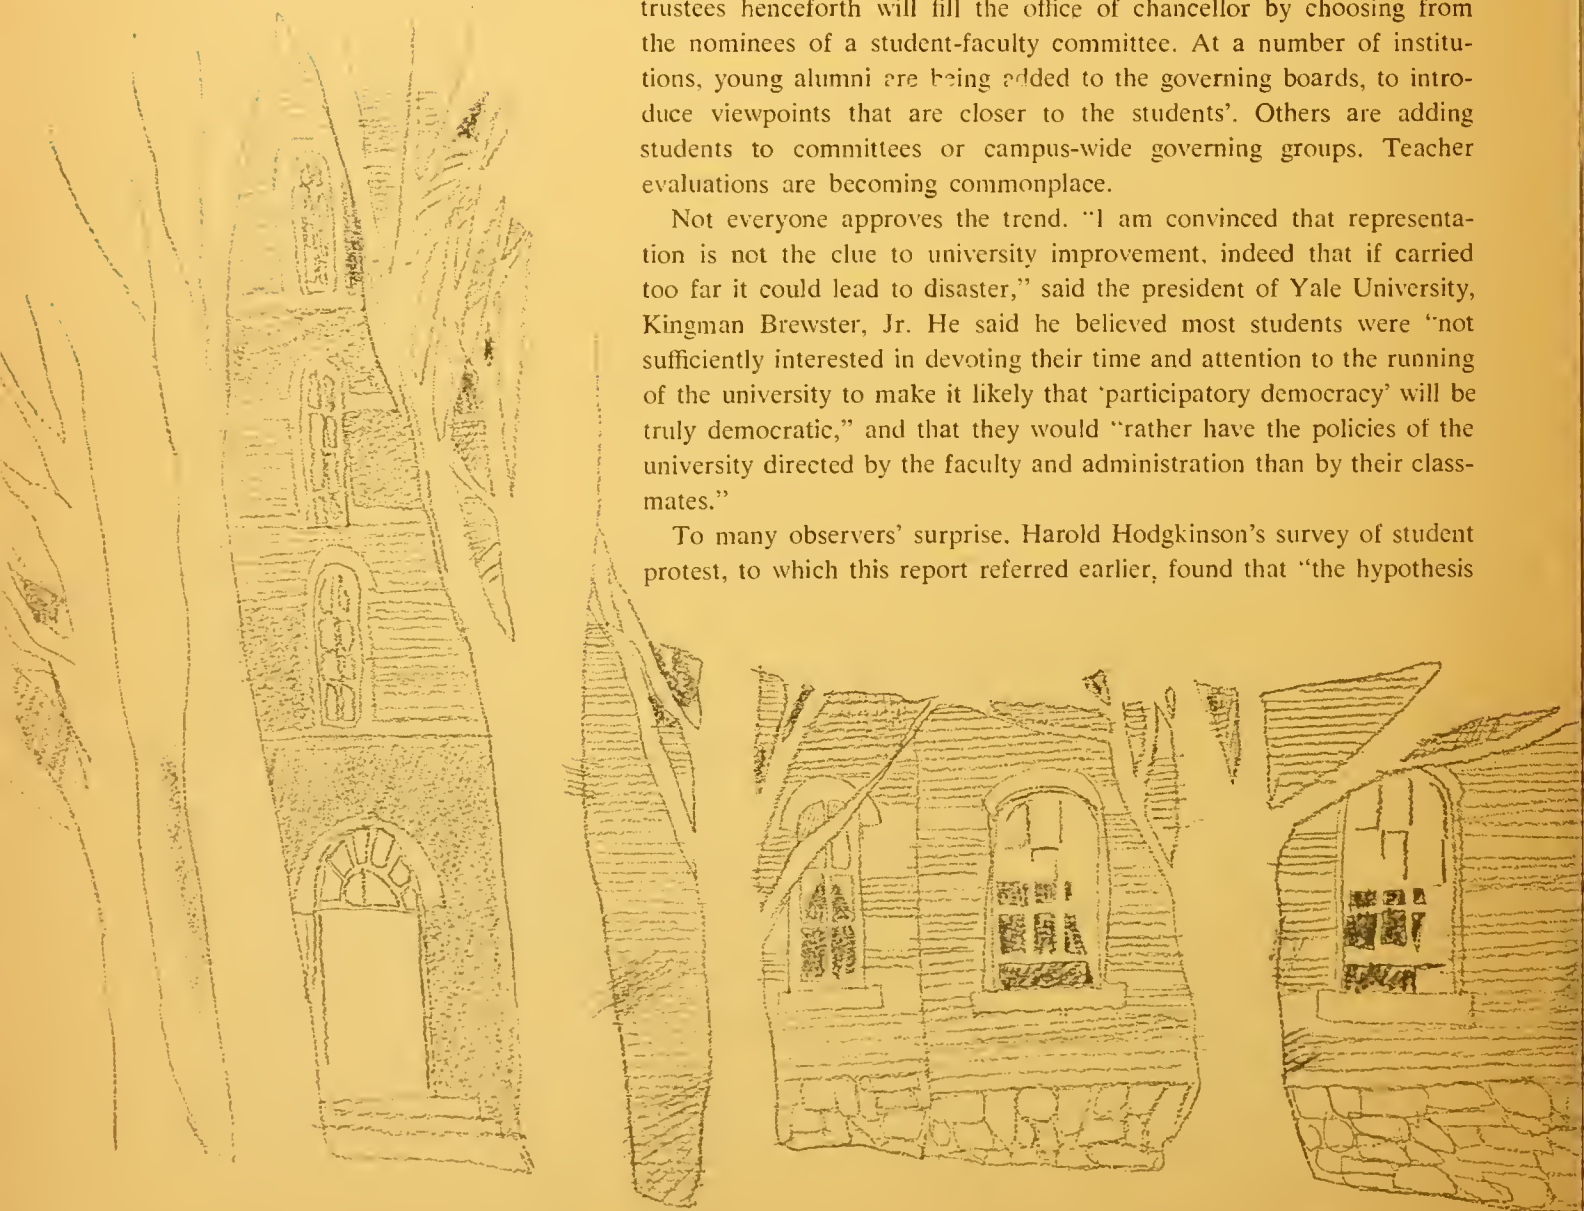 trustees henceforth will fill the office of chancellor by choosing from
the nominees of a student-faculty committee. At a number of institu-
tions, young alumni are being added to the governing boards, to intro-
duce viewpoints that are closer to the students’. Others are adding
students to committees or campus-wide governing groups. Teacher
evaluations are becoming commonplace.
Not everyone approves the trend. “I am convinced that representa-
tion is not the clue to university improvement, indeed that if carried
too far it could lead to disaster,” said the president of Yale University,
Kingman Brewster, Jr. He said he believed most students were “not
sufficiently interested in devoting their time and attention to the running
of the university to make it likely that ‘participatory democracy’ will be
truly democratic,” and that they would “rather have the policies of the
university directed by the faculty and administration than by their class-
mates.”
To many observers’ surprise, Harold Hodgkinson’s survey of student
protest, to which this report referred earlier, found that “the hypothesis